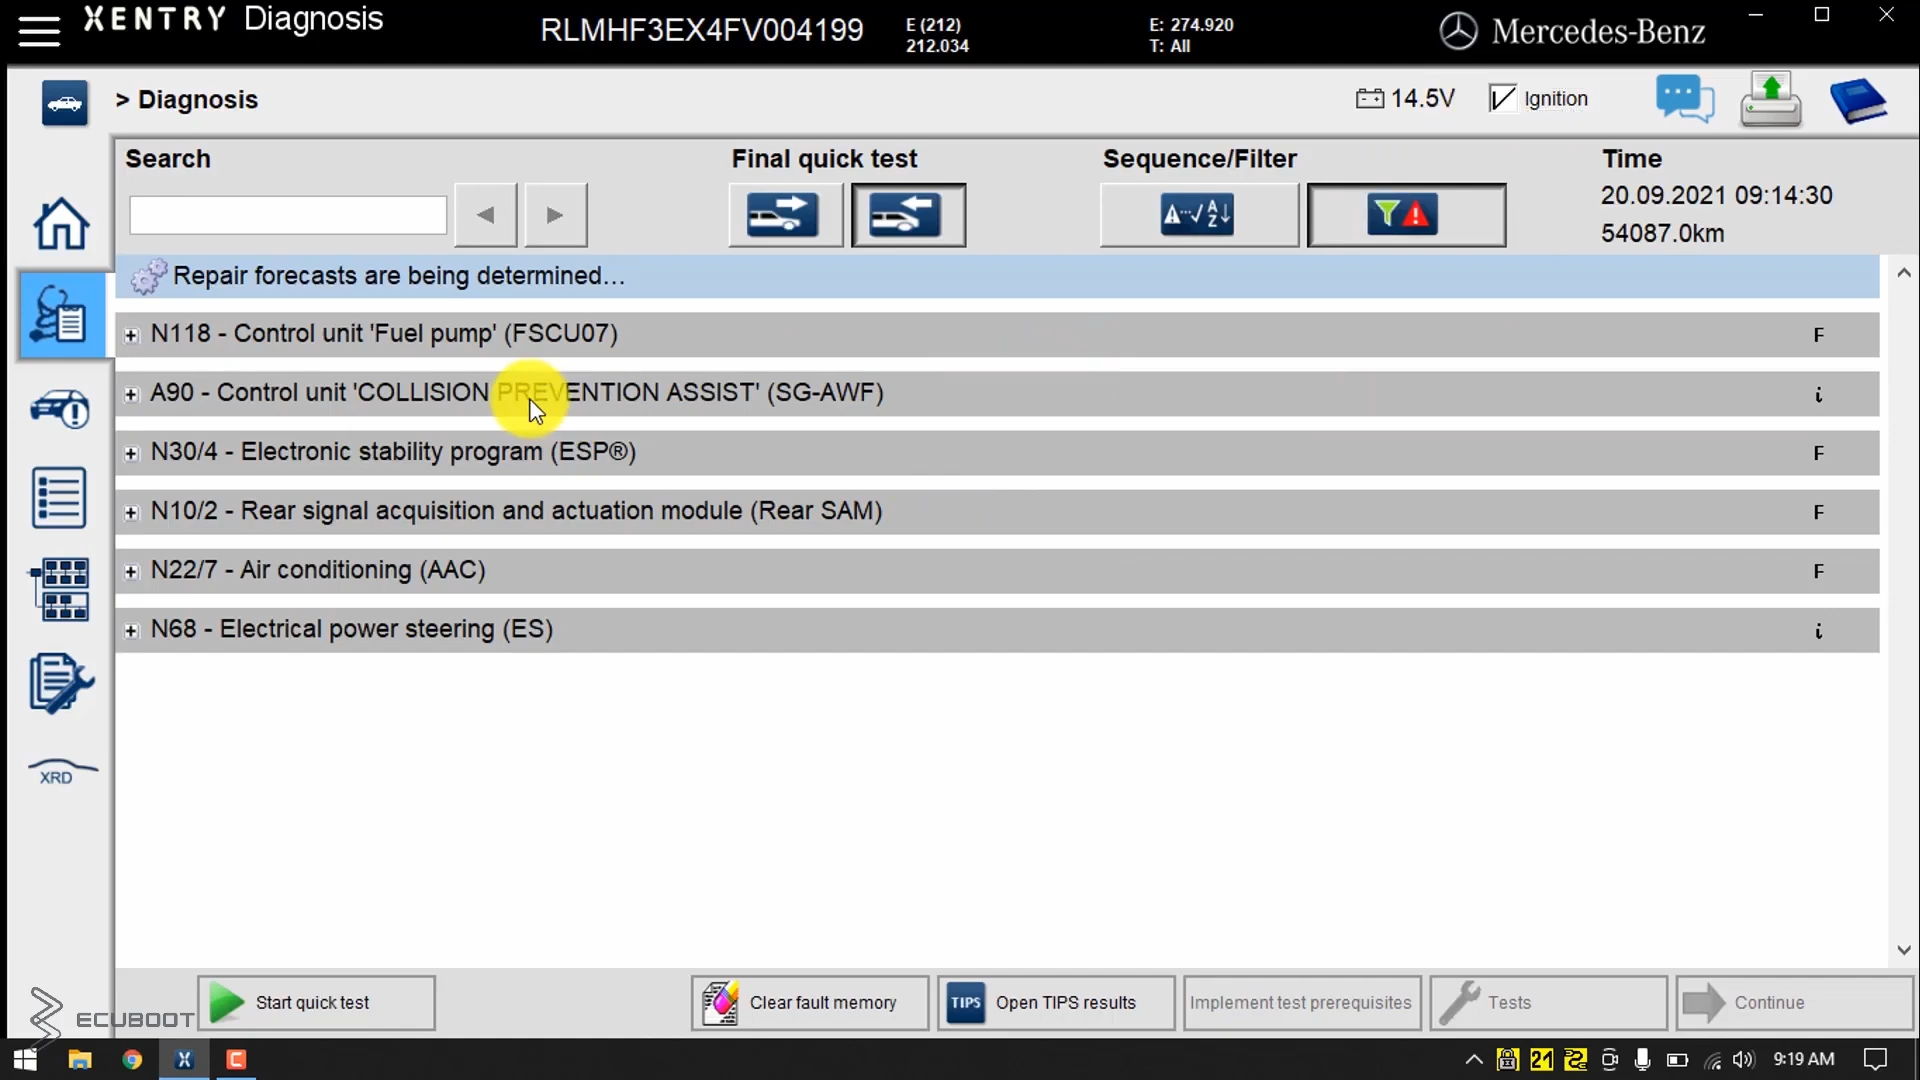 XENTRY Diagnosis
RLMHF3EX4FV004199
E (212)
212.034
E: 274.920
T: All
Mercedes-Benz
> Diagnosis
14.5V
Ignition
Search
Final quick test
Sequence/Filter
Time
20.09.2021 09:14:30
54087.0km
Repair forecasts are being determined...
N118 - Control unit 'Fuel pump' (FSCU07) F
A90 - Control unit 'COLLISION PREVENTION ASSIST' (SG-AWF) i
N30/4 - Electronic stability program (ESP®) F
N10/2 - Rear signal acquisition and actuation module (Rear SAM) F
N22/7 - Air conditioning (AAC) F
N68 - Electrical power steering (ES) i
XRD
Start quick test
Clear fault memory
TIPS Open TIPS results
Implement test prerequisites
Tests
Continue
ECUBOOT
X
C
21
9:19 AM